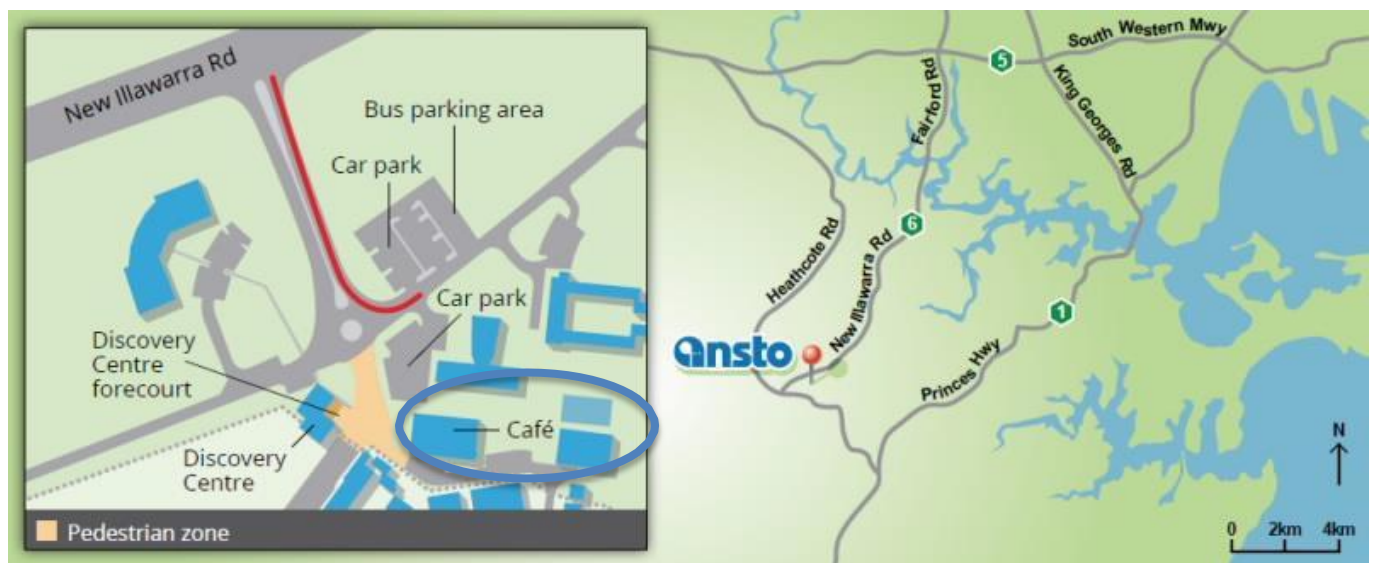 New Illawarra Rd
Bus parking area
Car park
Car park
Discovery
Centre
forecourt
Café
Discovery
Centre
Pedestrian zone
South Western Mwy
5
Fairford Rd
King Georges Rd
6
Heathcote Rd
New Illawarra Rd
1
ansto
Princes Hwy
N
0 2km 4km